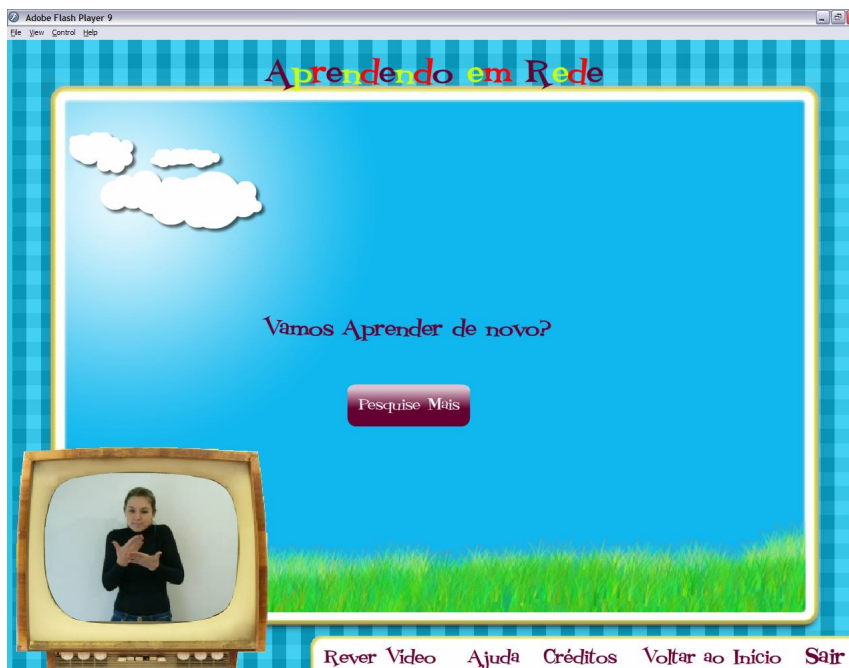 Adobe Flash Player 9
File View Control Help
Aprendendo em Rede
Vamos Aprender de novo?
Pesquise Mais
Rever Video Ajuda Créditos Voltar ao Início Sair